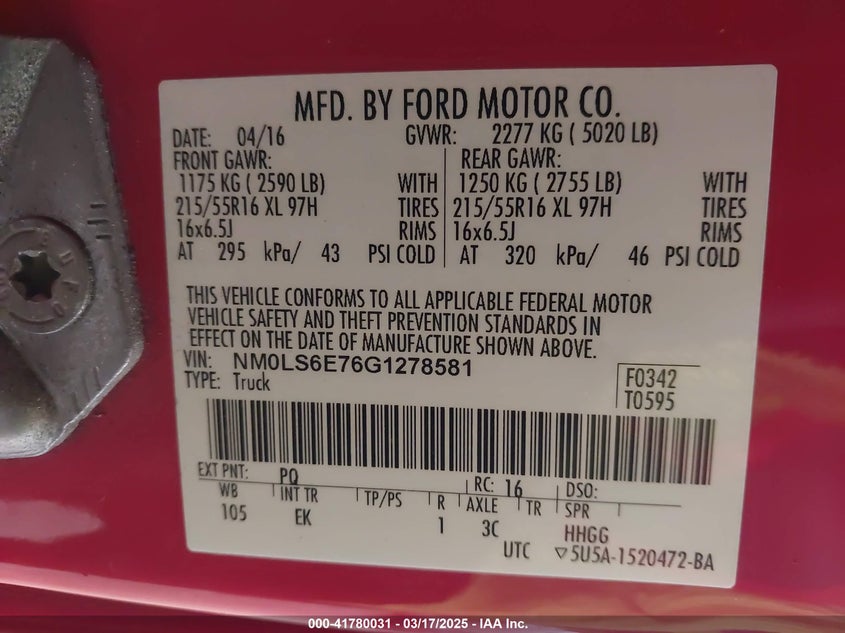 MFD. BY FORD MOTOR CO.
DATE: 04/16 GVWR: 2277 KG ( 5020 LB)
FRONT GAWR: REAR GAWR:
1175 KG ( 2590 LB) WITH 1250 KG ( 2755 LB) WITH
215/55R16 XL 97H TIRES 215/55R16 XL 97H TIRES
16x6.5J RIMS 16x6.5J RIMS
AT 295 kPa/ 43 PSI COLD AT 320 kPa/ 46 PSI COLD
THIS VEHICLE CONFORMS TO ALL APPLICABLE FEDERAL MOTOR
VEHICLE SAFETY AND THEFT PREVENTION STANDARDS IN
EFFECT ON THE DATE OF MANUFACTURE SHOWN ABOVE.
VIN: NM0LS6E76G1278581
TYPE: Truck
F0342
T0595
EXT PNT: PQ RC: 16 DSO:
WB INT TR TP/PS R AXLE TR SPR
105 EK 1 3C HHGG
UTC ▽5U5A-1520472-BA
000-41780031 - 03/17/2025 - IAA Inc.